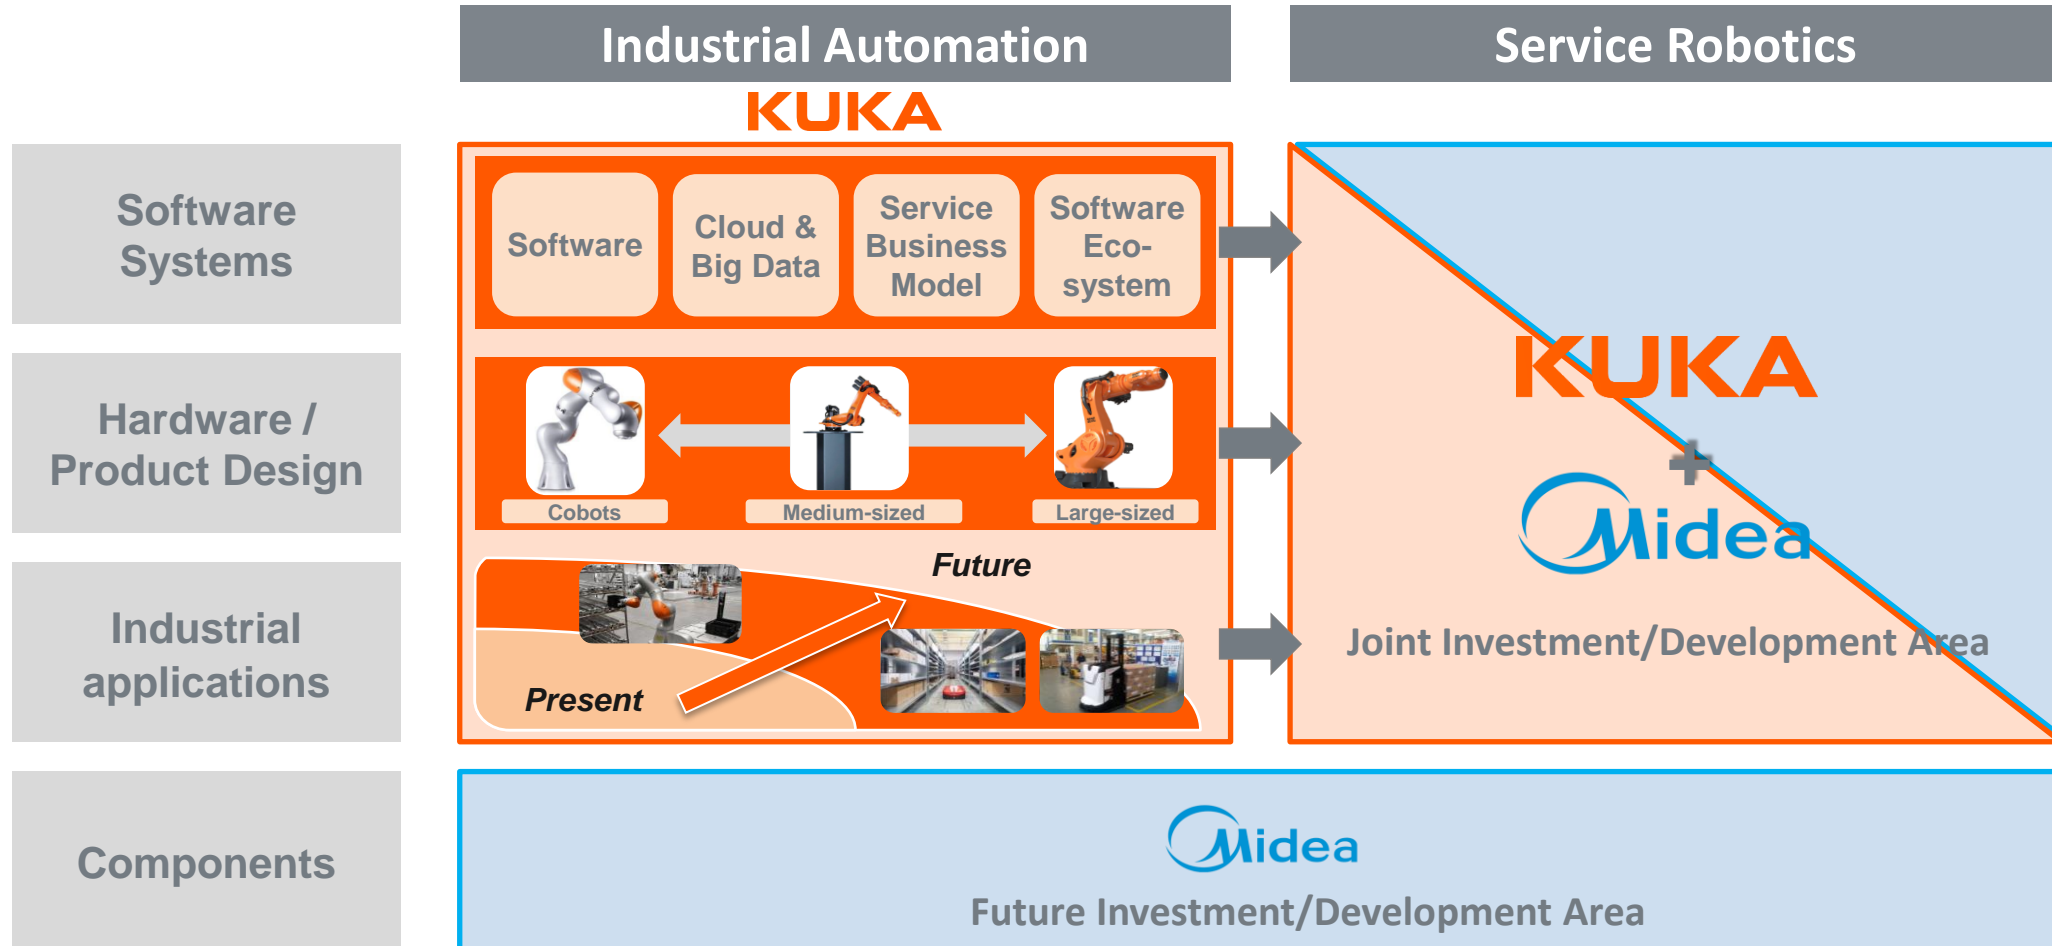 Industrial Automation
Service Robotics
KUKA
Software
Systems
Software
Cloud &
Big Data
Service
Business
Model
Software
Eco-
system
Hardware /
Product Design
Cobots
Medium-sized
Large-sized
KUKA
+
Midea
Joint Investment/Development Area
Industrial
applications
Future
Present
Components
Midea
Future Investment/Development Area